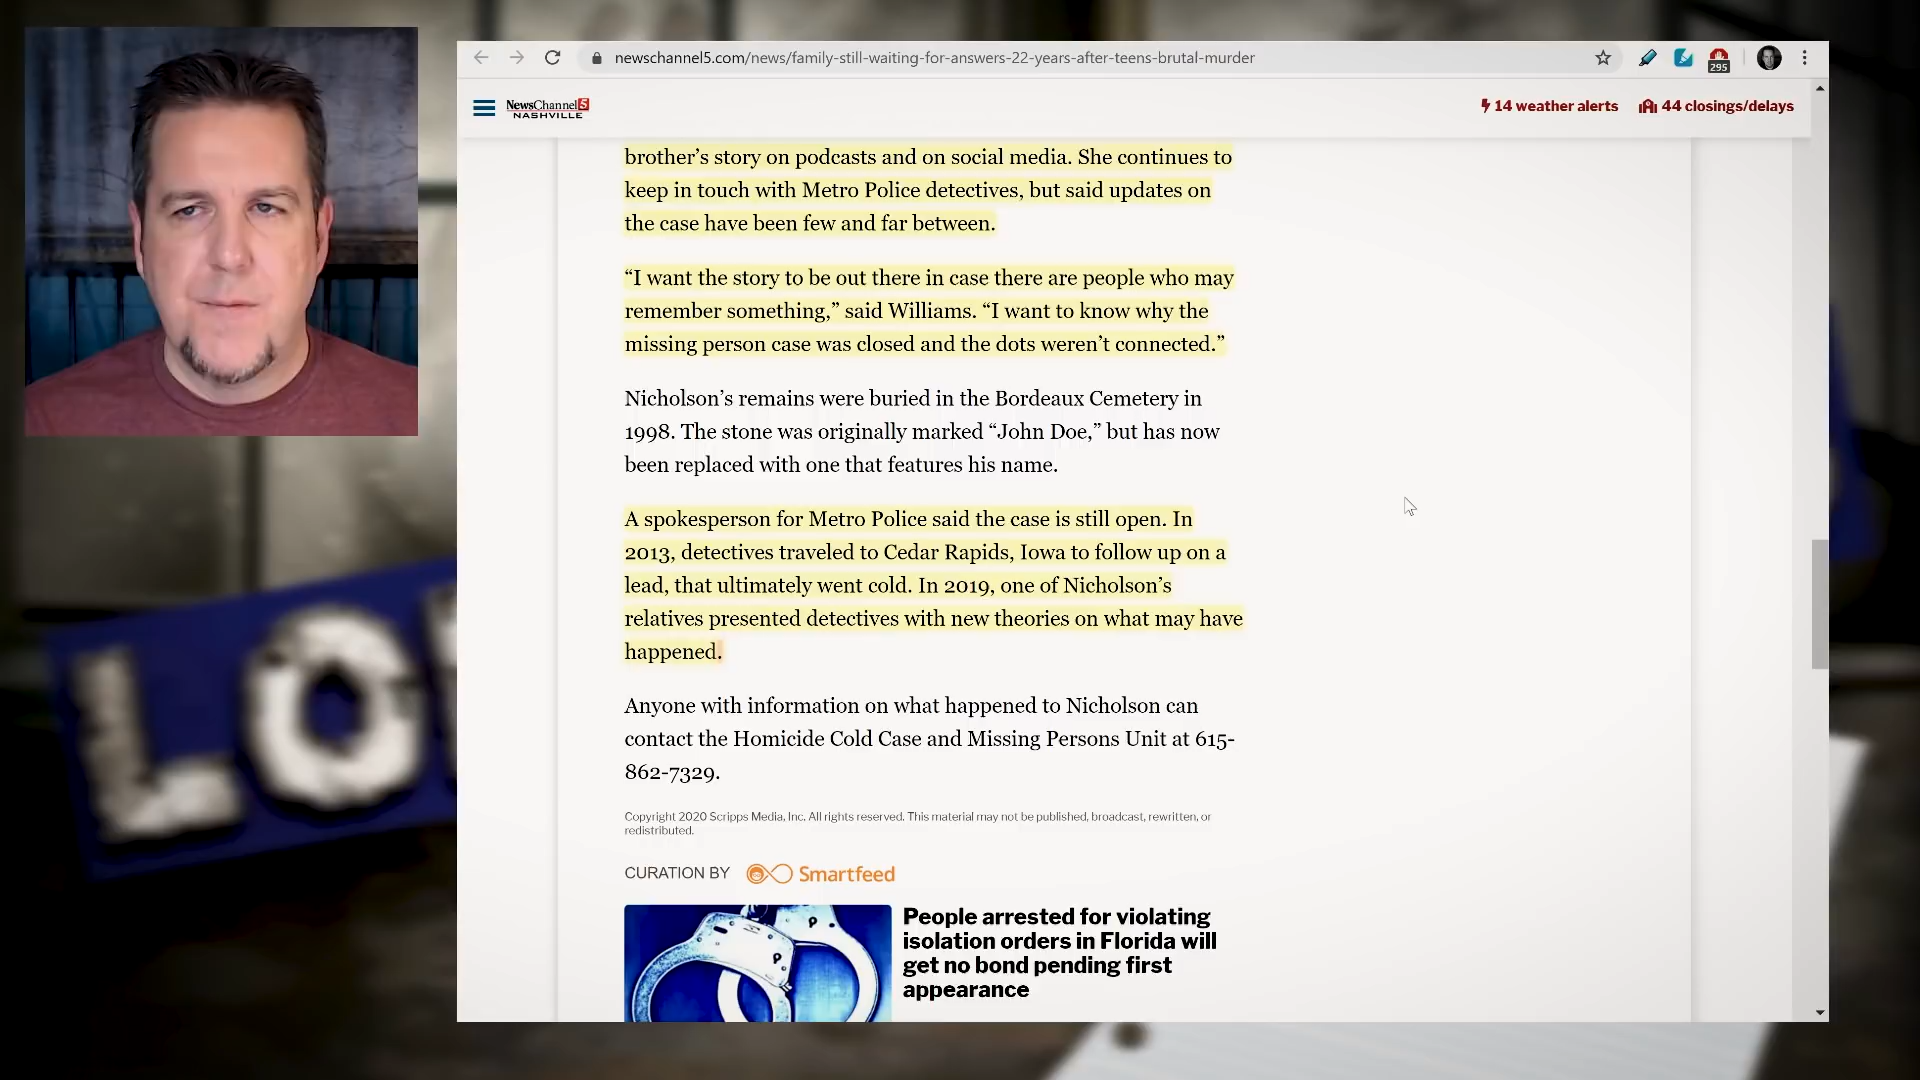 newschannel5.com/news/family-still-waiting-for-answers-22-years-after-teens-brutal-murder
295
NewsChannel 5
NASHVILLE
14 weather alerts
44 closings/delays
brother’s story on podcasts and on social media. She continues to
keep in touch with Metro Police detectives, but said updates on
the case have been few and far between.
“I want the story to be out there in case there are people who may
remember something,” said Williams. “I want to know why the
missing person case was closed and the dots weren’t connected.”
Nicholson’s remains were buried in the Bordeaux Cemetery in
1998. The stone was originally marked “John Doe,” but has now
been replaced with one that features his name.
A spokesperson for Metro Police said the case is still open. In
2013, detectives traveled to Cedar Rapids, Iowa to follow up on a
lead, that ultimately went cold. In 2019, one of Nicholson’s
relatives presented detectives with new theories on what may have
happened.
Anyone with information on what happened to Nicholson can
contact the Homicide Cold Case and Missing Persons Unit at 615-
862-7329.
Copyright 2020 Scripps Media, Inc. All rights reserved. This material may not be published, broadcast, rewritten, or
redistributed.
CURATION BY
Smartfeed
People arrested for violating
isolation orders in Florida will
get no bond pending first
appearance
LO